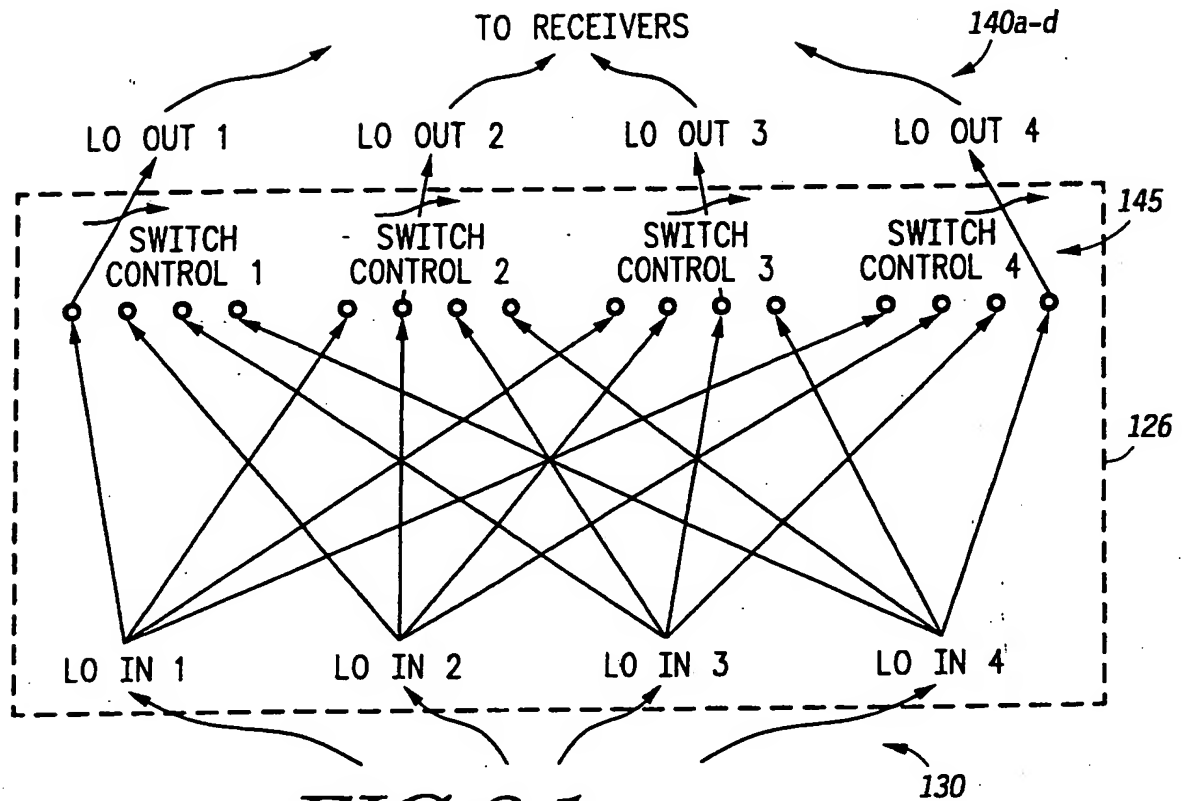 TO RECEIVERS
140a-d
LO OUT 1
LO OUT 2
LO OUT 3
LO OUT 4
145
SWITCH
CONTROL 1
SWITCH
CONTROL 2
SWITCH
CONTROL 3
SWITCH
CONTROL 4
126
LO IN 1
LO IN 2
LO IN 3
LO IN 4
130